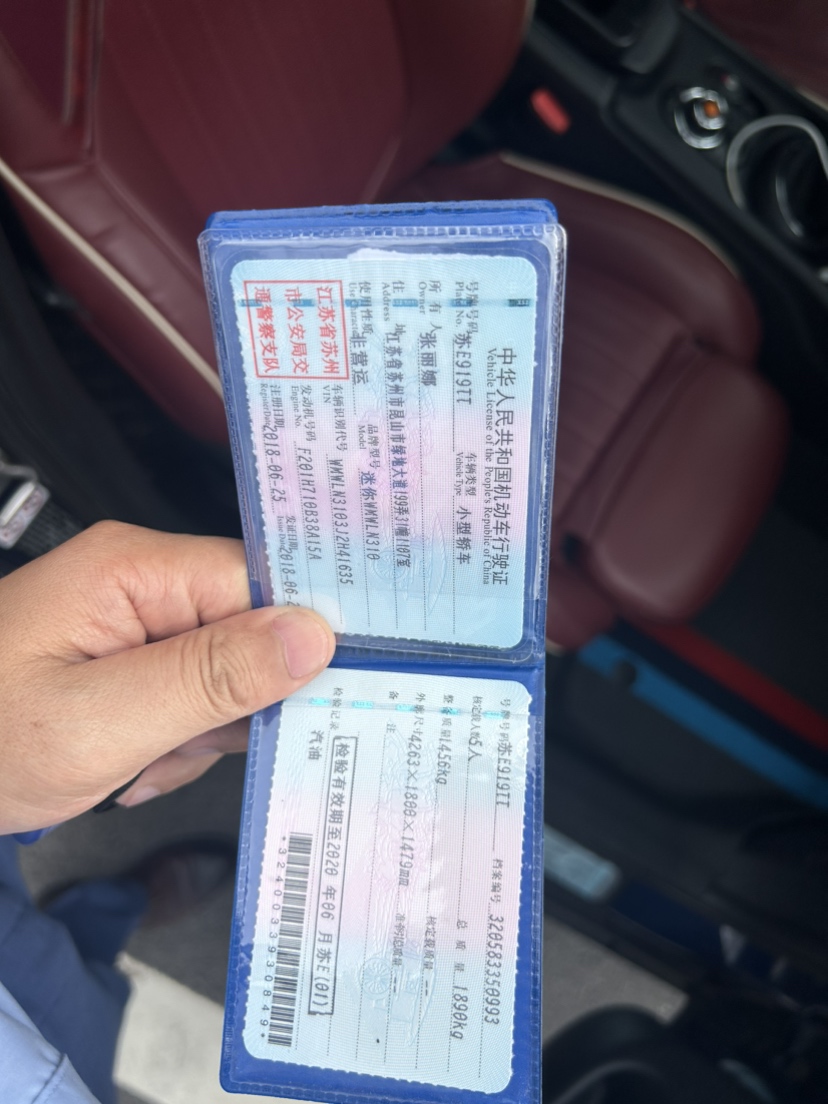 中华人民共和国机动车行驶证
Vehicle License of the People's Republic of China
号牌号码 苏E919TT 车辆类型 小型轿车
Plate No. Vehicle Type
所有人 张丽娜
Owner
住址 江苏省苏州市昆山市绿地大道199弄31幢1107室
Address
使用性质 非营运 品牌型号 迷你WMWLN310
Use Character Model
江苏省苏州
市公安局交
通警察支队
车辆识别代号 WMWLN3103J2H41635
VIN
发动机号码 F201H710B38A15A
Engine No.
注册日期 2018-06-25 发证日期 2018-06-2
Register Date Issue Date
号牌号码 苏E919TT 档案编号 320583350993
核定载人数 5人 总质量 1890kg
整备质量 1456kg 核定载质量 --
外廓尺寸 4263×1800×1479mm 准牵引总质量 --
备注
检验记录 检验有效期至2020年06月苏E(01)
汽油
*3240033930849*